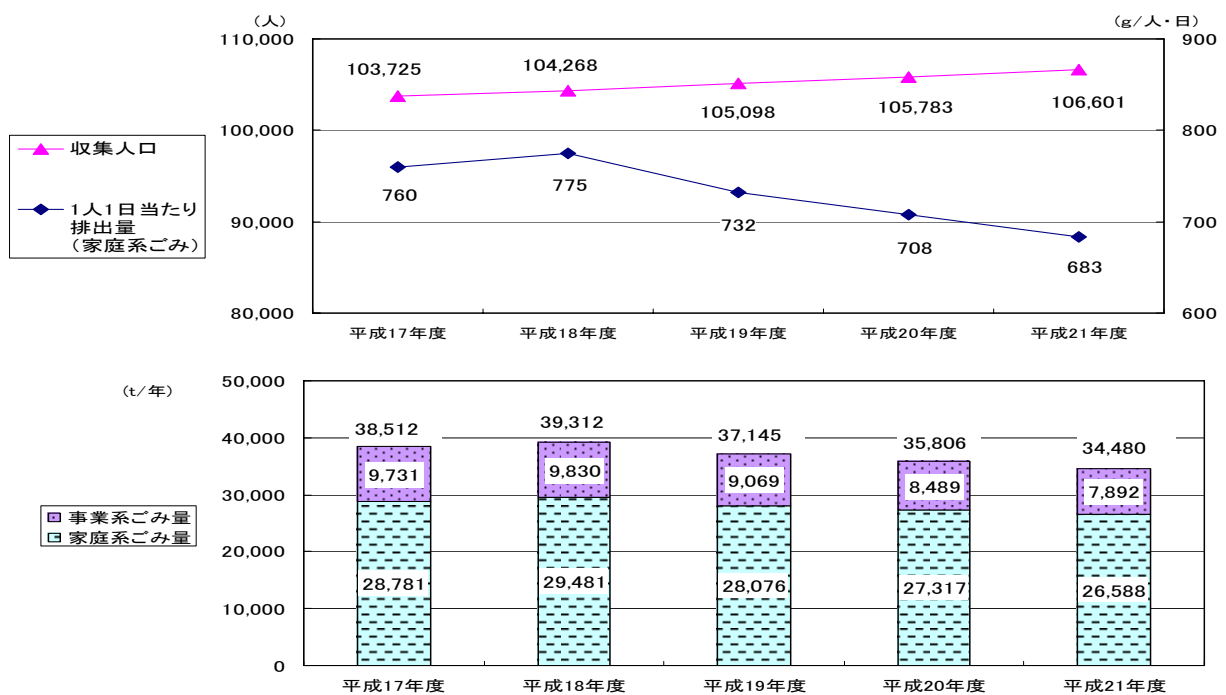 (人)
(g/人・日)
110,000
900
103,725
104,268
105,098
105,783
106,601
100,000
800
収集人口
1人1日当たり
排出量
(家庭系ごみ)
760
775
732
708
683
90,000
700
80,000
600
平成17年度
平成18年度
平成19年度
平成20年度
平成21年度
(t/年)
50,000
40,000
30,000
20,000
10,000
0
38,512
39,312
37,145
35,806
34,480
9,731
9,830
9,069
8,489
7,892
事業系ごみ量
家庭系ごみ量
28,781
29,481
28,076
27,317
26,588
平成17年度
平成18年度
平成19年度
平成20年度
平成21年度